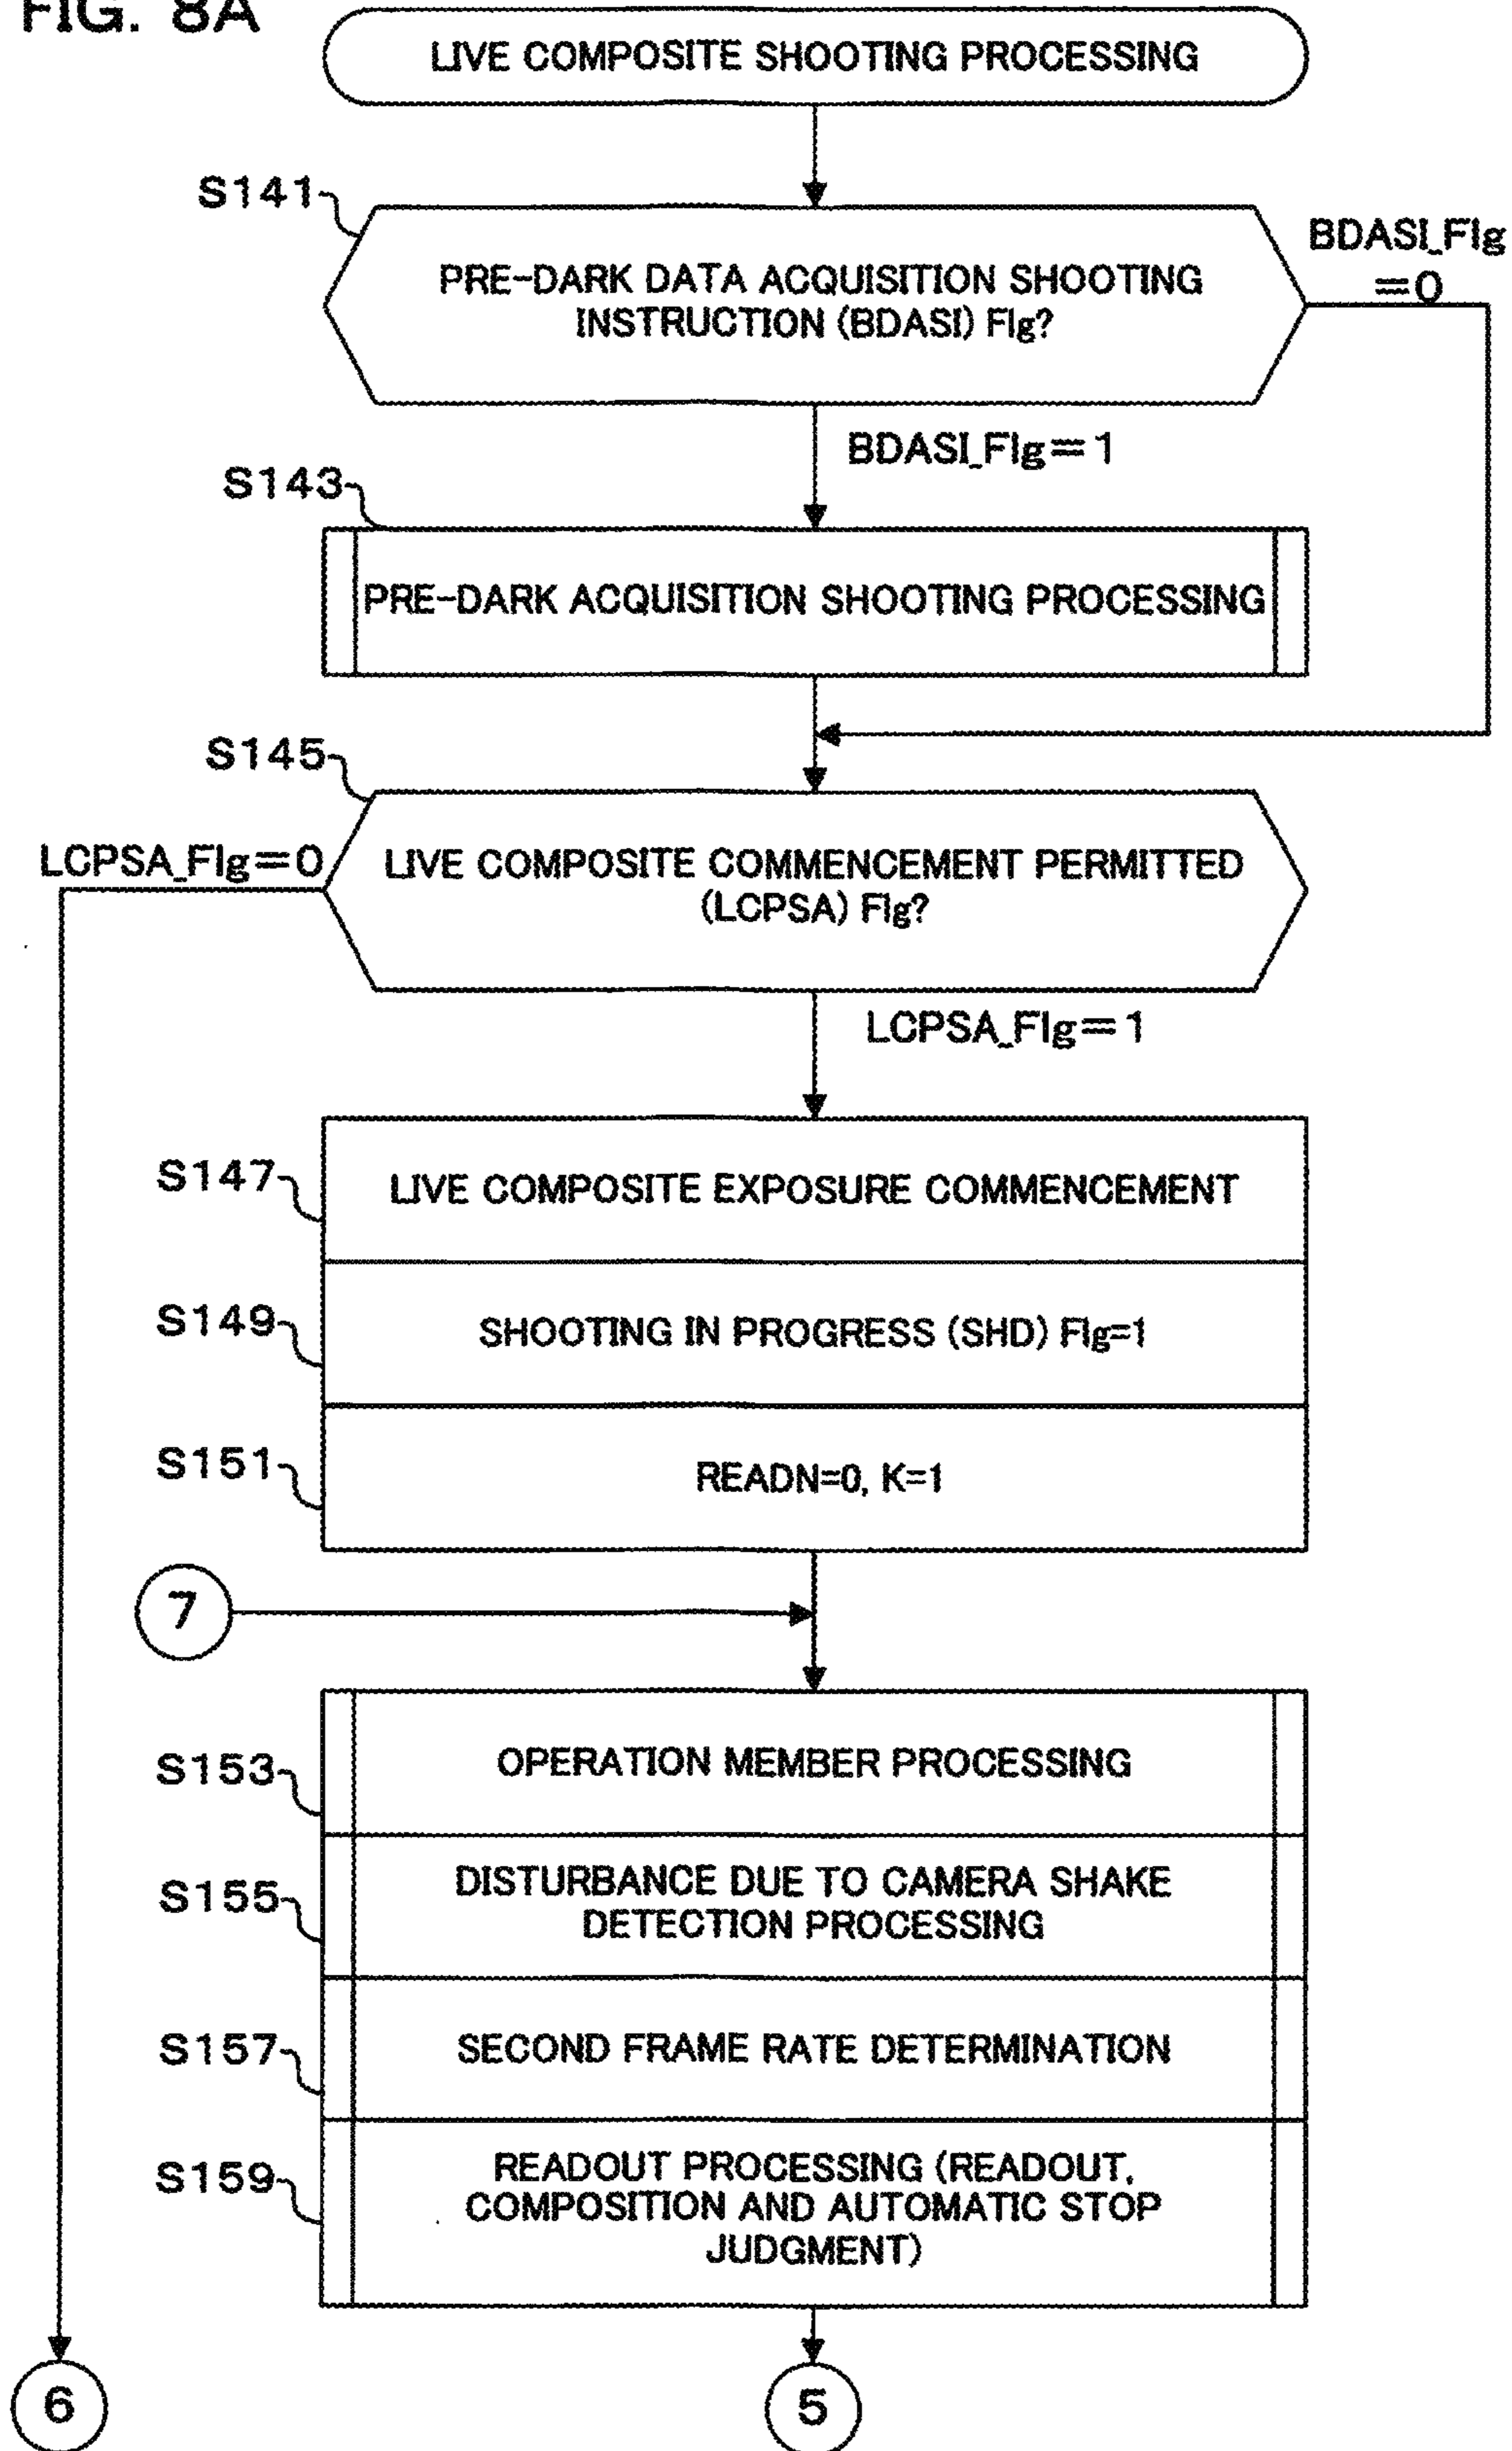 FIG. 8A
LIVE COMPOSITE SHOOTING PROCESSING
S141
PRE-DARK DATA ACQUISITION SHOOTING
INSTRUCTION (BDASI) Flg?
BDASI_Flg
=0
BDASI_Flg=1
S143
PRE-DARK ACQUISITION SHOOTING PROCESSING
S145
LCPSA_Flg=0
LIVE COMPOSITE COMMENCEMENT PERMITTED
(LCPSA) Flg?
LCPSA_Flg=1
S147
LIVE COMPOSITE EXPOSURE COMMENCEMENT
S149
SHOOTING IN PROGRESS (SHD) Flg=1
S151
READN=0, K=1
7
S153
OPERATION MEMBER PROCESSING
S155
DISTURBANCE DUE TO CAMERA SHAKE
DETECTION PROCESSING
S157
SECOND FRAME RATE DETERMINATION
S159
READOUT PROCESSING (READOUT,
COMPOSITION AND AUTOMATIC STOP
JUDGMENT)
6
5